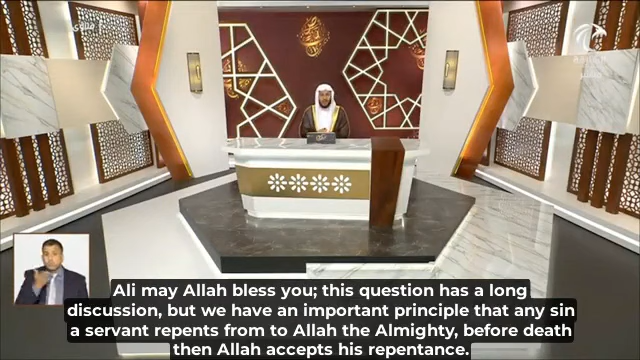 Ali may Allah bless you; this question has a long
discussion, but we have an important principle that any sin
a servant repents from to Allah the Almighty, before death
then Allah accepts his repentance.